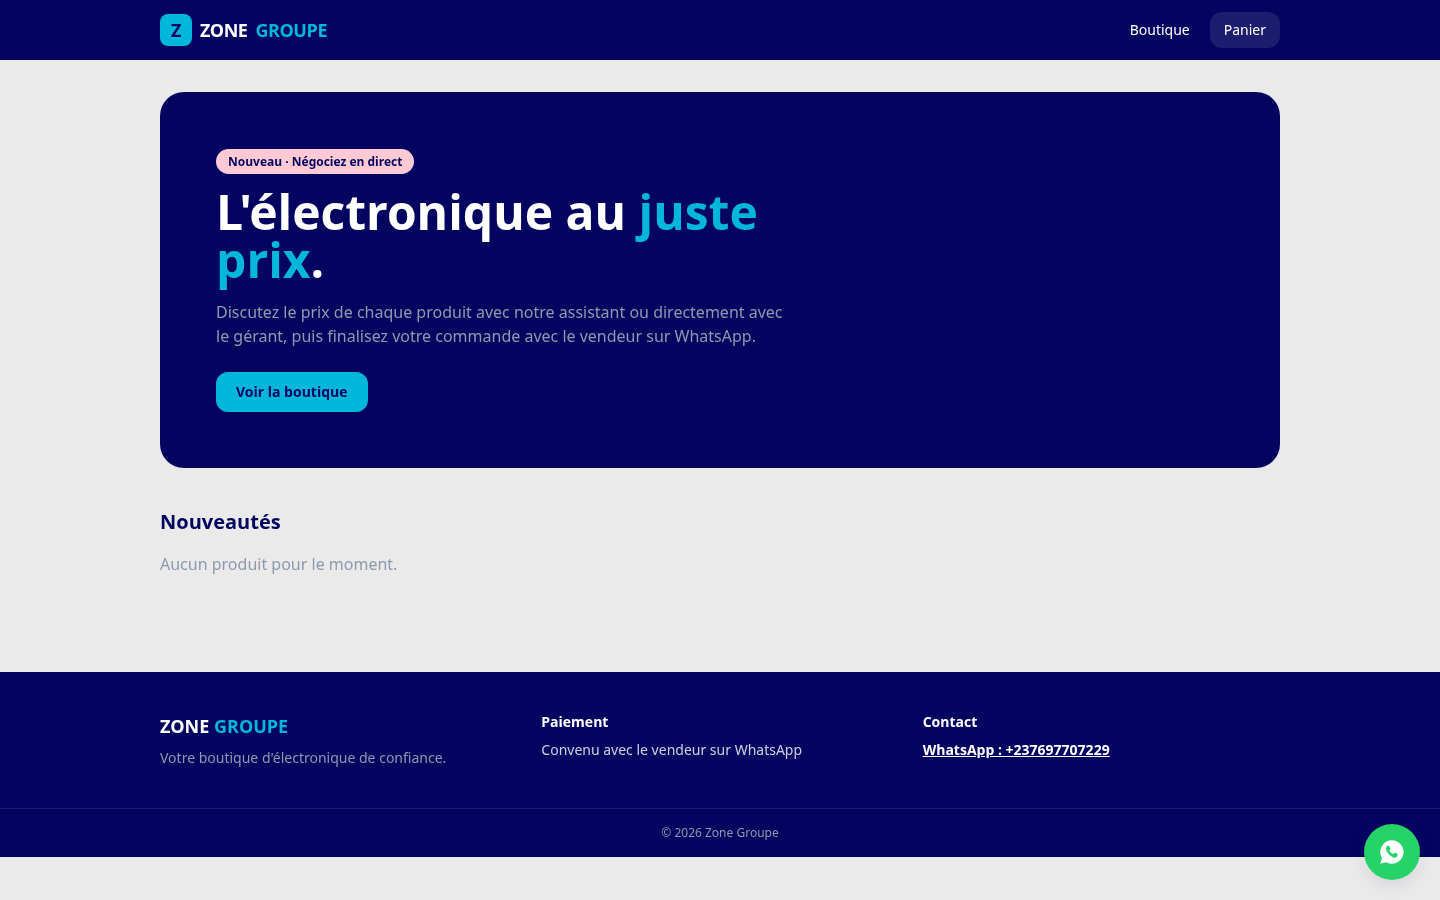 Z ZONE GROUPE
Boutique
Panier
Nouveau · Négociez en direct
L'électronique au juste
prix.
Discutez le prix de chaque produit avec notre assistant ou directement avec
le gérant, puis finalisez votre commande avec le vendeur sur WhatsApp.
Voir la boutique
Nouveautés
Aucun produit pour le moment.
ZONE GROUPE
Votre boutique d'électronique de confiance.
Paiement
Convenu avec le vendeur sur WhatsApp
Contact
WhatsApp : +237697707229
© 2026 Zone Groupe